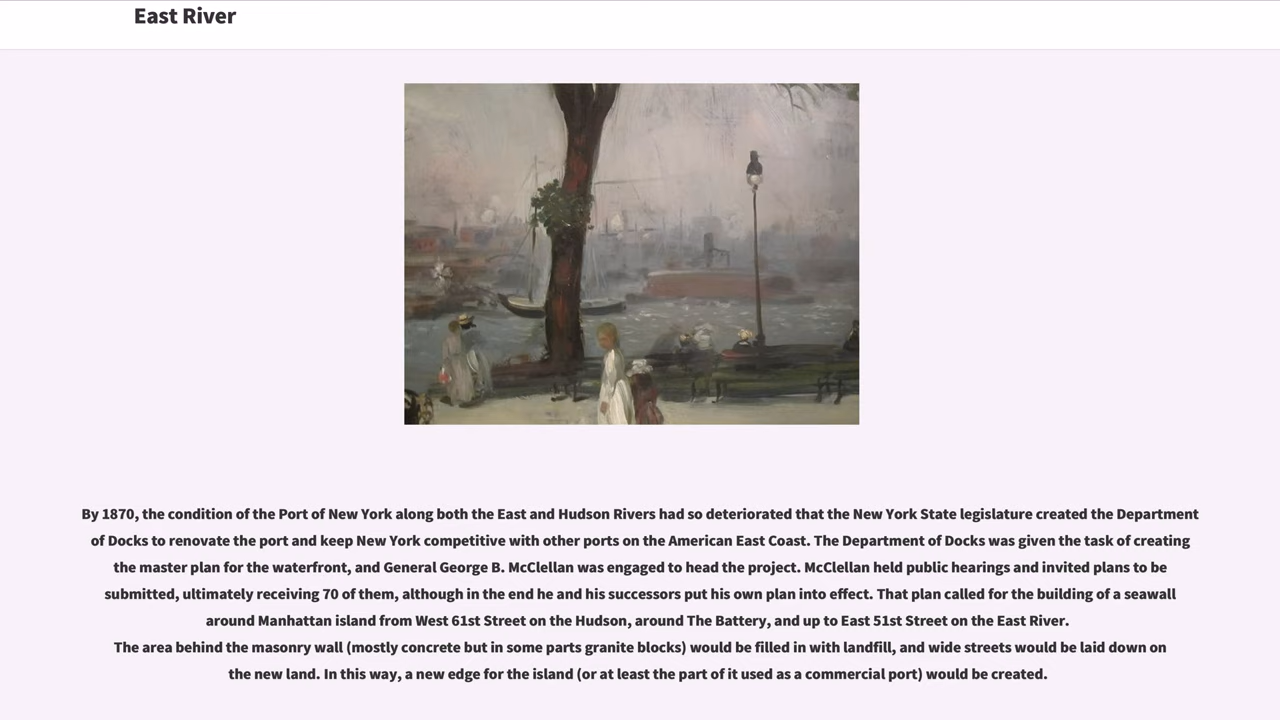 East River
By 1870, the condition of the Port of New York along both the East and Hudson Rivers had so deteriorated that the New York State legislature created the Department
of Docks to renovate the port and keep New York competitive with other ports on the American East Coast. The Department of Docks was given the task of creating
the master plan for the waterfront, and General George B. McClellan was engaged to head the project. McClellan held public hearings and invited plans to be
submitted, ultimately receiving 70 of them, although in the end he and his successors put his own plan into effect. That plan called for the building of a seawall
around Manhattan island from West 61st Street on the Hudson, around The Battery, and up to East 51st Street on the East River.
The area behind the masonry wall (mostly concrete but in some parts granite blocks) would be filled in with landfill, and wide streets would be laid down on
the new land. In this way, a new edge for the island (or at least the part of it used as a commercial port) would be created.